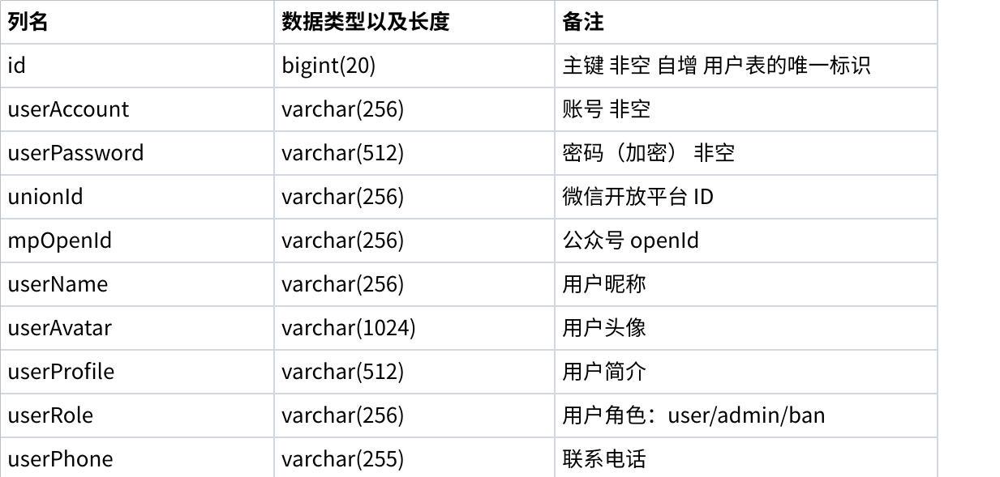 列名 数据类型以及长度 备注
id bigint(20) 主键 非空 自增 用户表的唯一标识
userAccount varchar(256) 账号 非空
userPassword varchar(512) 密码（加密） 非空
unionId varchar(256) 微信开放平台 ID
mpOpenId varchar(256) 公众号 openId
userName varchar(256) 用户昵称
userAvatar varchar(1024) 用户头像
userProfile varchar(512) 用户简介
userRole varchar(256) 用户角色：user/admin/ban
userPhone varchar(255) 联系电话